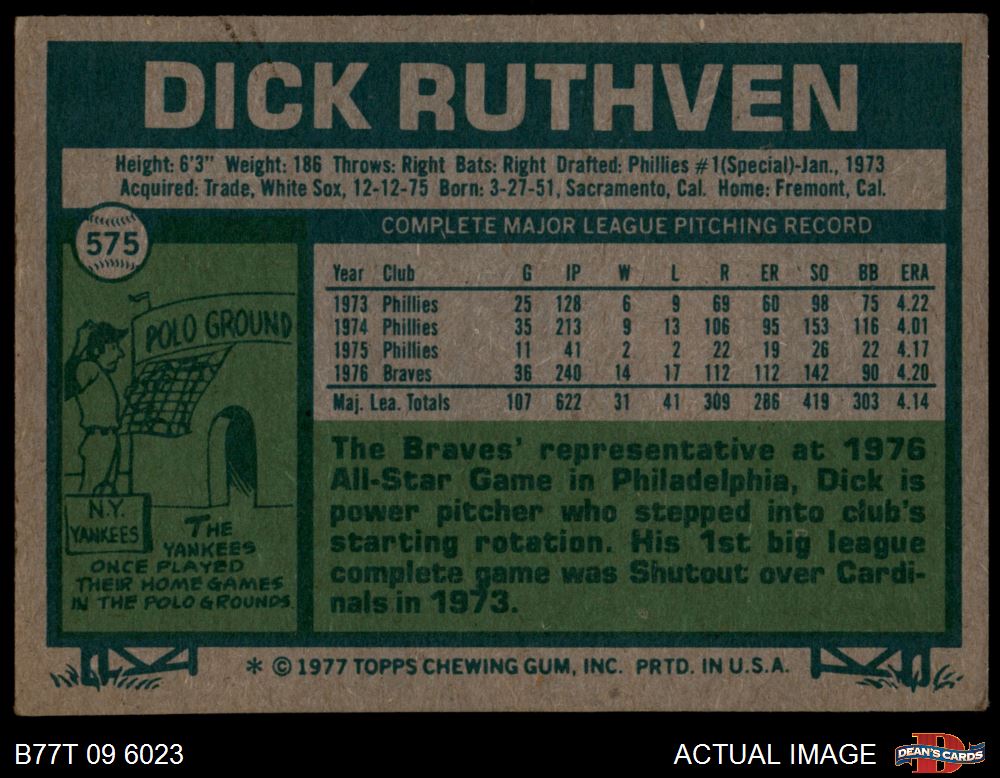 DICK RUTHVEN
Height: 6'3" Weight: 186 Throws: Right Bats: Right Drafted: Phillies #1(Special)-Jan., 1973
Acquired: Trade, White Sox, 12-12-75 Born: 3-27-51, Sacramento, Cal. Home: Fremont, Cal.
575
COMPLETE MAJOR LEAGUE PITCHING RECORD
Year Club G IP W L R ER SO BB ERA
1973 Phillies 25 128 6 9 69 60 98 75 4.22
1974 Phillies 35 213 9 13 106 95 153 116 4.01
1975 Phillies 11 41 2 2 22 19 26 22 4.17
1976 Braves 36 240 14 17 112 112 142 90 4.20
Maj. Lea. Totals 107 622 31 41 309 286 419 303 4.14
POLO GROUND
N.Y.
YANKEES
THE
YANKEES
ONCE PLAYED
THEIR HOME GAMES
IN THE POLO GROUNDS.
The Braves' representative at 1976
All-Star Game in Philadelphia, Dick is
power pitcher who stepped into club's
starting rotation. His 1st big league
complete game was Shutout over Cardi-
nals in 1973.
* © 1977 TOPPS CHEWING GUM, INC. PRTD. IN U.S.A.
B77T 09 6023
ACTUAL IMAGE
DEAN'S CARDS